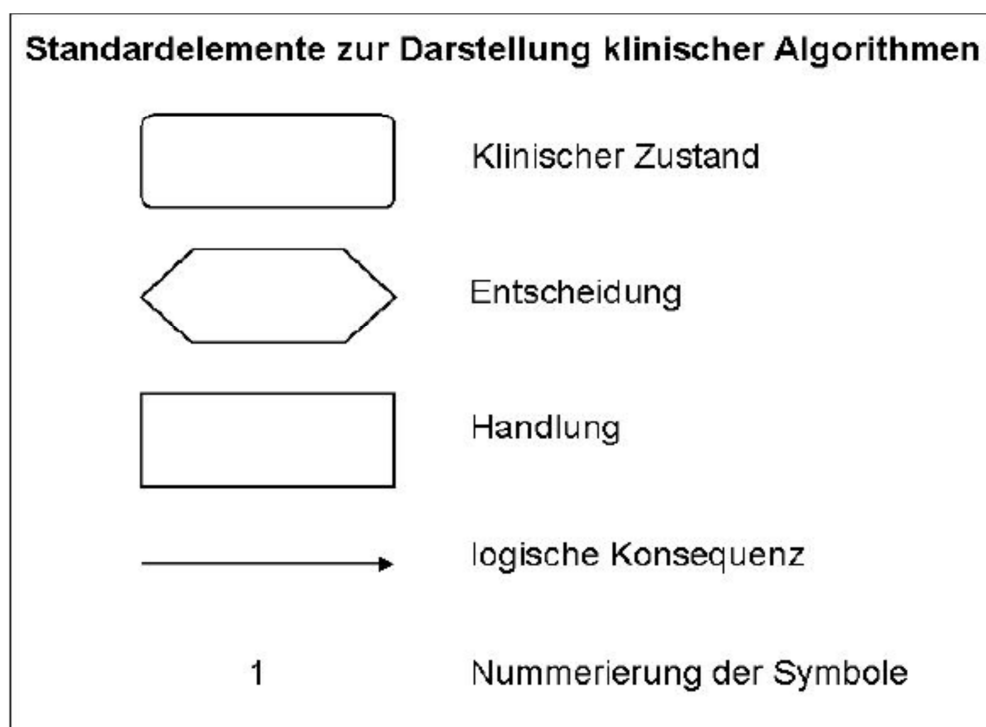 Standardelemente zur Darstellung klinischer Algorithmen
Klinischer Zustand
Entscheidung
Handlung
logische Konsequenz
1 Nummerierung der Symbole